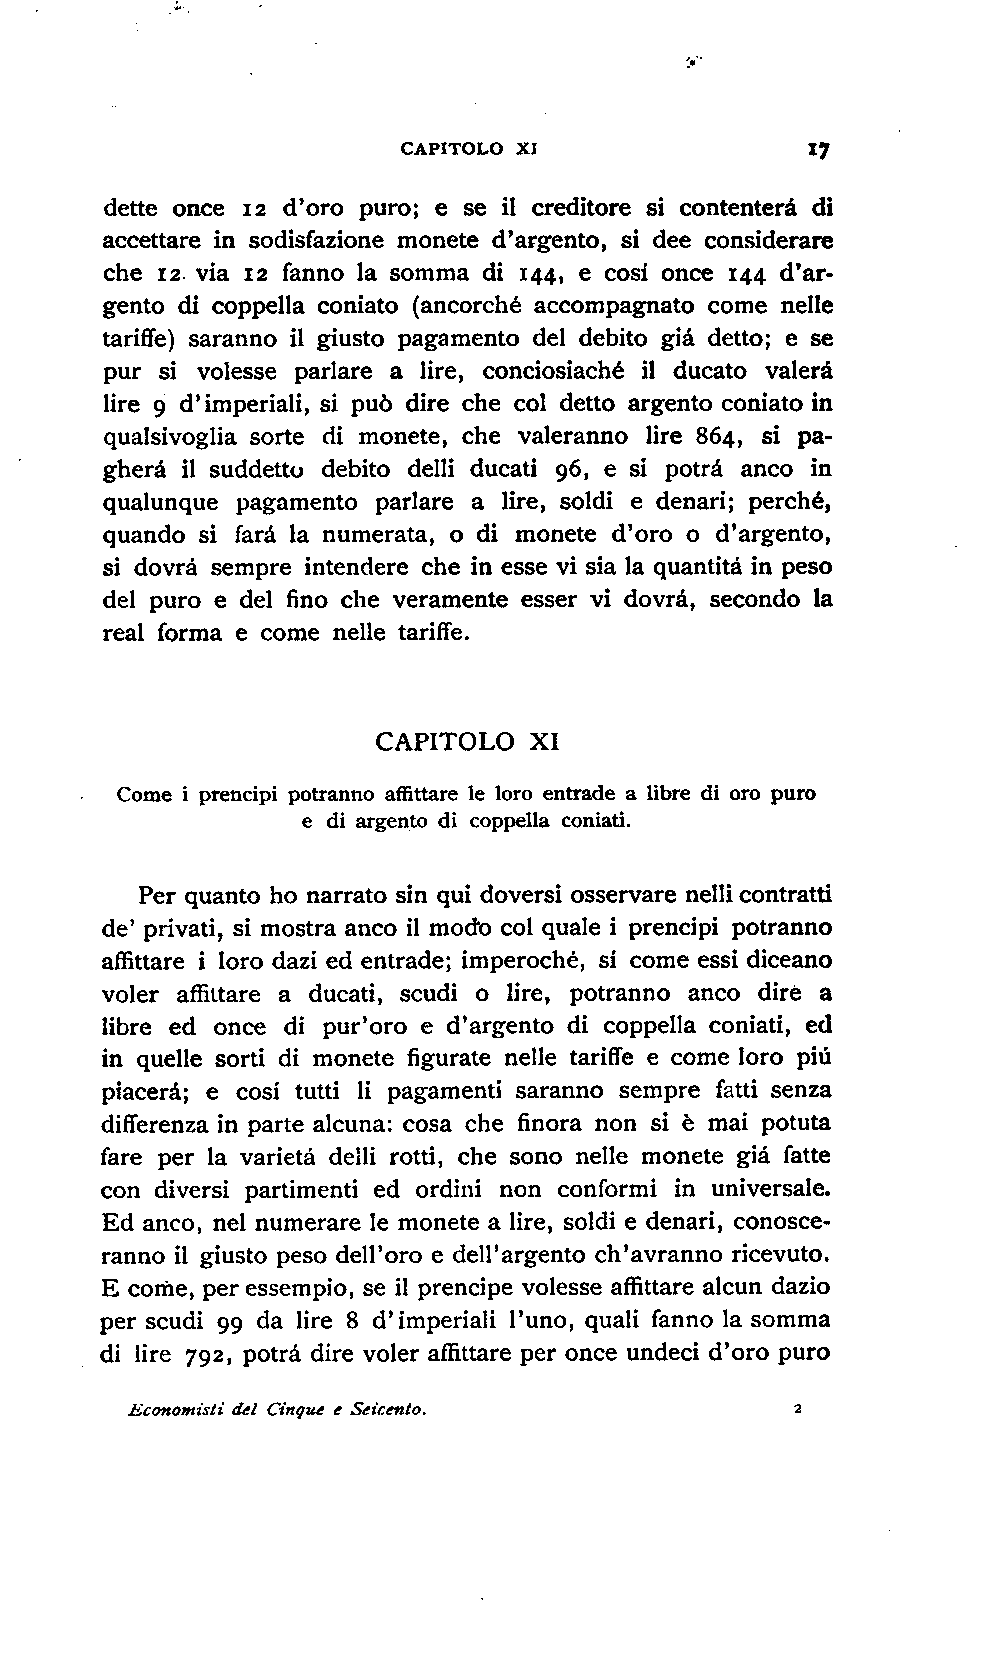 CAPITOLO XI 17
dette once 12 d'oro puro; e se il creditore si contenterá di
accettare in sodisfazione monete d'argento, si dee considerare
che 12 via 12 fanno la somma di 144, e cosí once 144 d'ar-
gento di coppella coniato (ancorché accompagnato come nelle
tariffe) saranno il giusto pagamento del debito giá detto; e se
pur si volesse parlare a lire, conciosiaché il ducato valerá
lire 9 d'imperiali, si può dire che col detto argento coniato in
qualsivoglia sorte di monete, che valeranno lire 864, si pa-
gherá il suddetto debito delli ducati 96, e si potrá anco in
qualunque pagamento parlare a lire, soldi e denari; perché,
quando si fará la numerata, o di monete d'oro o d'argento,
si dovrá sempre intendere che in esse vi sia la quantitá in peso
del puro e del fino che veramente esser vi dovrá, secondo la
real forma e come nelle tariffe.
CAPITOLO XI
Come i prencipi potranno affittare le loro entrade a libre di oro puro
e di argento di coppella coniati.
Per quanto ho narrato sin qui doversi osservare nelli contratti
de' privati, si mostra anco il modo col quale i prencipi potranno
affittare i loro dazi ed entrade; imperoché, sí come essi diceano
voler affittare a ducati, scudi o lire, potranno anco dire a
libre ed once di pur'oro e d'argento di coppella coniati, ed
in quelle sorti di monete figurate nelle tariffe e come loro piú
piacerá; e cosí tutti li pagamenti saranno sempre fatti senza
differenza in parte alcuna: cosa che finora non si è mai potuta
fare per la varietá delli rotti, che sono nelle monete giá fatte
con diversi partimenti ed ordini non conformi in universale.
Ed anco, nel numerare le monete a lire, soldi e denari, conosce-
ranno il giusto peso dell'oro e dell'argento ch'avranno ricevuto.
E come, per essempio, se il prencipe volesse affittare alcun dazio
per scudi 99 da lire 8 d'imperiali l'uno, quali fanno la somma
di lire 792, potrá dire voler affittare per once undeci d'oro puro
Economisti del Cinque e Seicento. 2